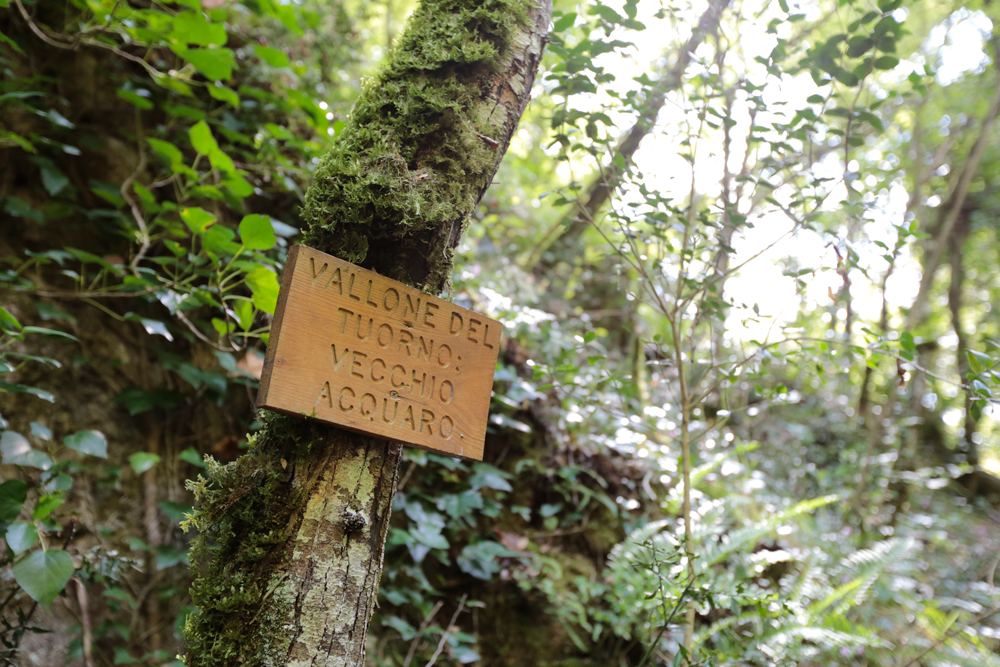 VALLONE DEL
TUORNO:
VECCHIO
ACQUARO.